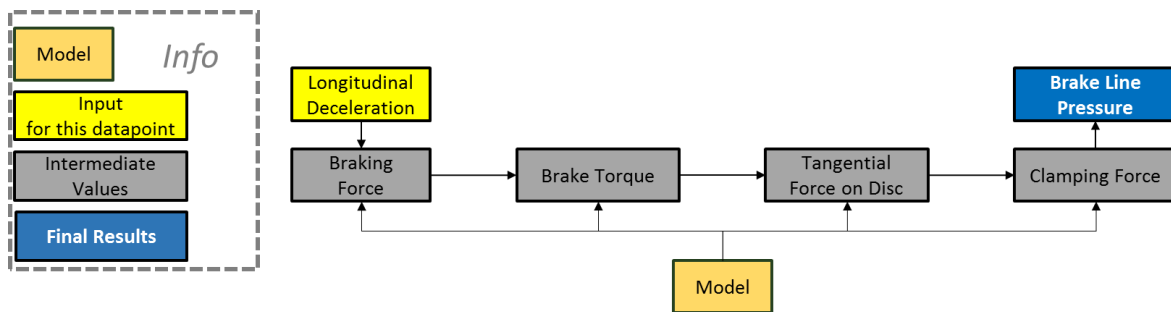 Model
Info
Input
for this datapoint
Intermediate
Values
Final Results
Longitudinal
Deceleration
Brake Line
Pressure
Braking
Force
Brake Torque
Tangential
Force on Disc
Clamping Force
Model